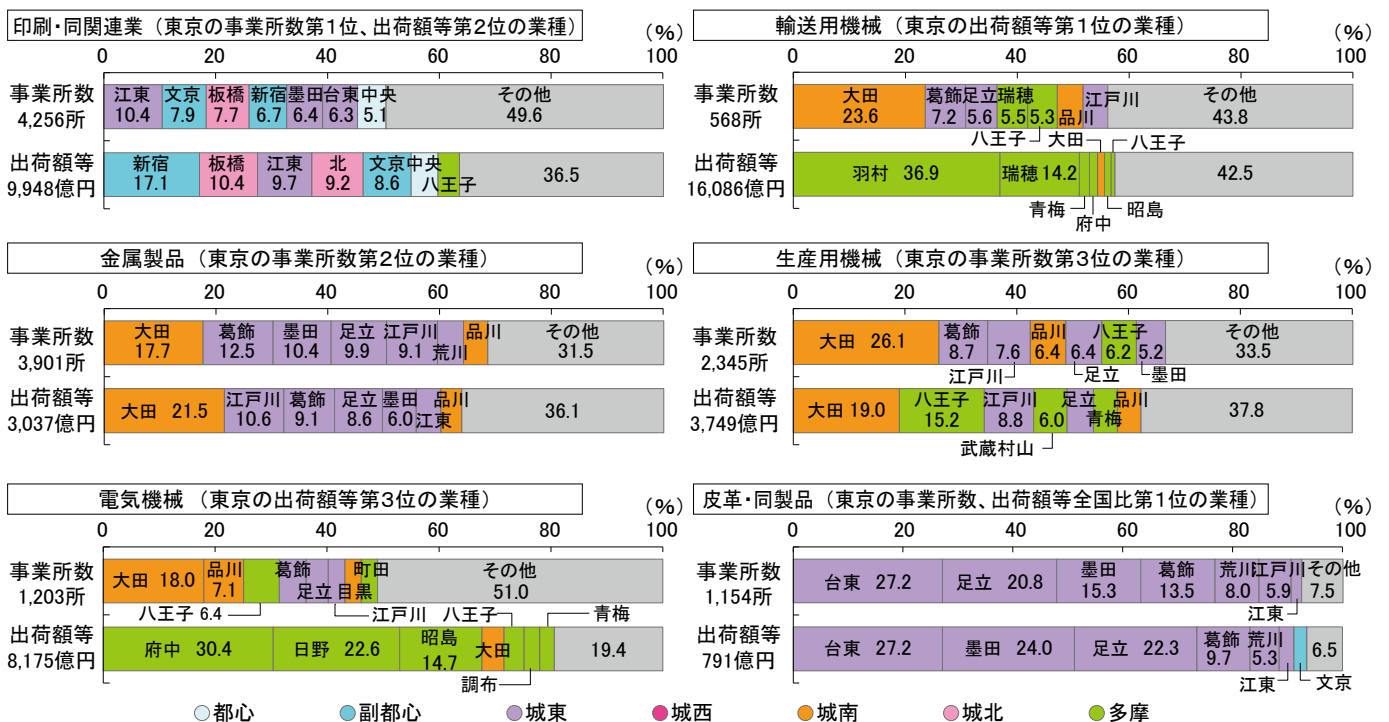 印刷・同関連業（東京の事業所数第1位、出荷額等第2位の業種）
(%)
0 20 40 60 80 100
事業所数
4,256所
江東 文京 板橋 新宿 墨田 台東 中央 その他
10.4 7.9 7.7 6.7 6.4 6.3 5.1 49.6
出荷額等
9,948億円
新宿 板橋 江東 北 文京 中央 八王子
17.1 10.4 9.7 9.2 8.6 36.5
輸送用機械（東京の出荷額等第1位の業種）
(%)
0 20 40 60 80 100
事業所数
568所
大田 葛飾 足立 瑞穂 品川 江戸川 その他
23.6 7.2 5.6 5.5 5.3 43.8
八王子 大田 八王子
出荷額等
16,086億円
羽村 36.9 瑞穂 14.2 42.5
青梅 府中 昭島
金属製品（東京の事業所数第2位の業種）
(%)
0 20 40 60 80 100
事業所数
3,901所
大田 葛飾 墨田 足立 江戸川 荒川 品川 その他
17.7 12.5 10.4 9.9 9.1 31.5
出荷額等
3,037億円
大田 21.5 江戸川 葛飾 足立 墨田 江東 品川
10.6 9.1 8.6 6.0 36.1
生産用機械（東京の事業所数第3位の業種）
(%)
0 20 40 60 80 100
事業所数
2,345所
大田 26.1 葛飾 品川 八王子 その他
8.7 7.6 6.4 6.4 6.2 5.2 33.5
江戸川 足立 墨田
出荷額等
3,749億円
大田 19.0 八王子 江戸川 足立 青梅 品川
15.2 8.8 6.0 37.8
武蔵村山
電気機械（東京の出荷額等第3位の業種）
(%)
0 20 40 60 80 100
事業所数
1,203所
大田 18.0 品川 葛飾 足立 目黒 町田 その他
7.1 51.0
八王子 6.4 江戸川 八王子 青梅
出荷額等
8,175億円
府中 30.4 日野 22.6 昭島 大田 19.4
14.7
調布
皮革・同製品（東京の事業所数、出荷額等全国比第1位の業種）
(%)
0 20 40 60 80 100
事業所数
1,154所
台東 27.2 足立 20.8 墨田 葛飾 荒川 江戸川 その他
15.3 13.5 8.0 5.9 7.5
江東
出荷額等
791億円
台東 27.2 墨田 24.0 足立 22.3 葛飾 荒川 6.5
9.7 5.3
江東 文京
都心 副都心 城東 城西 城南 城北 多摩